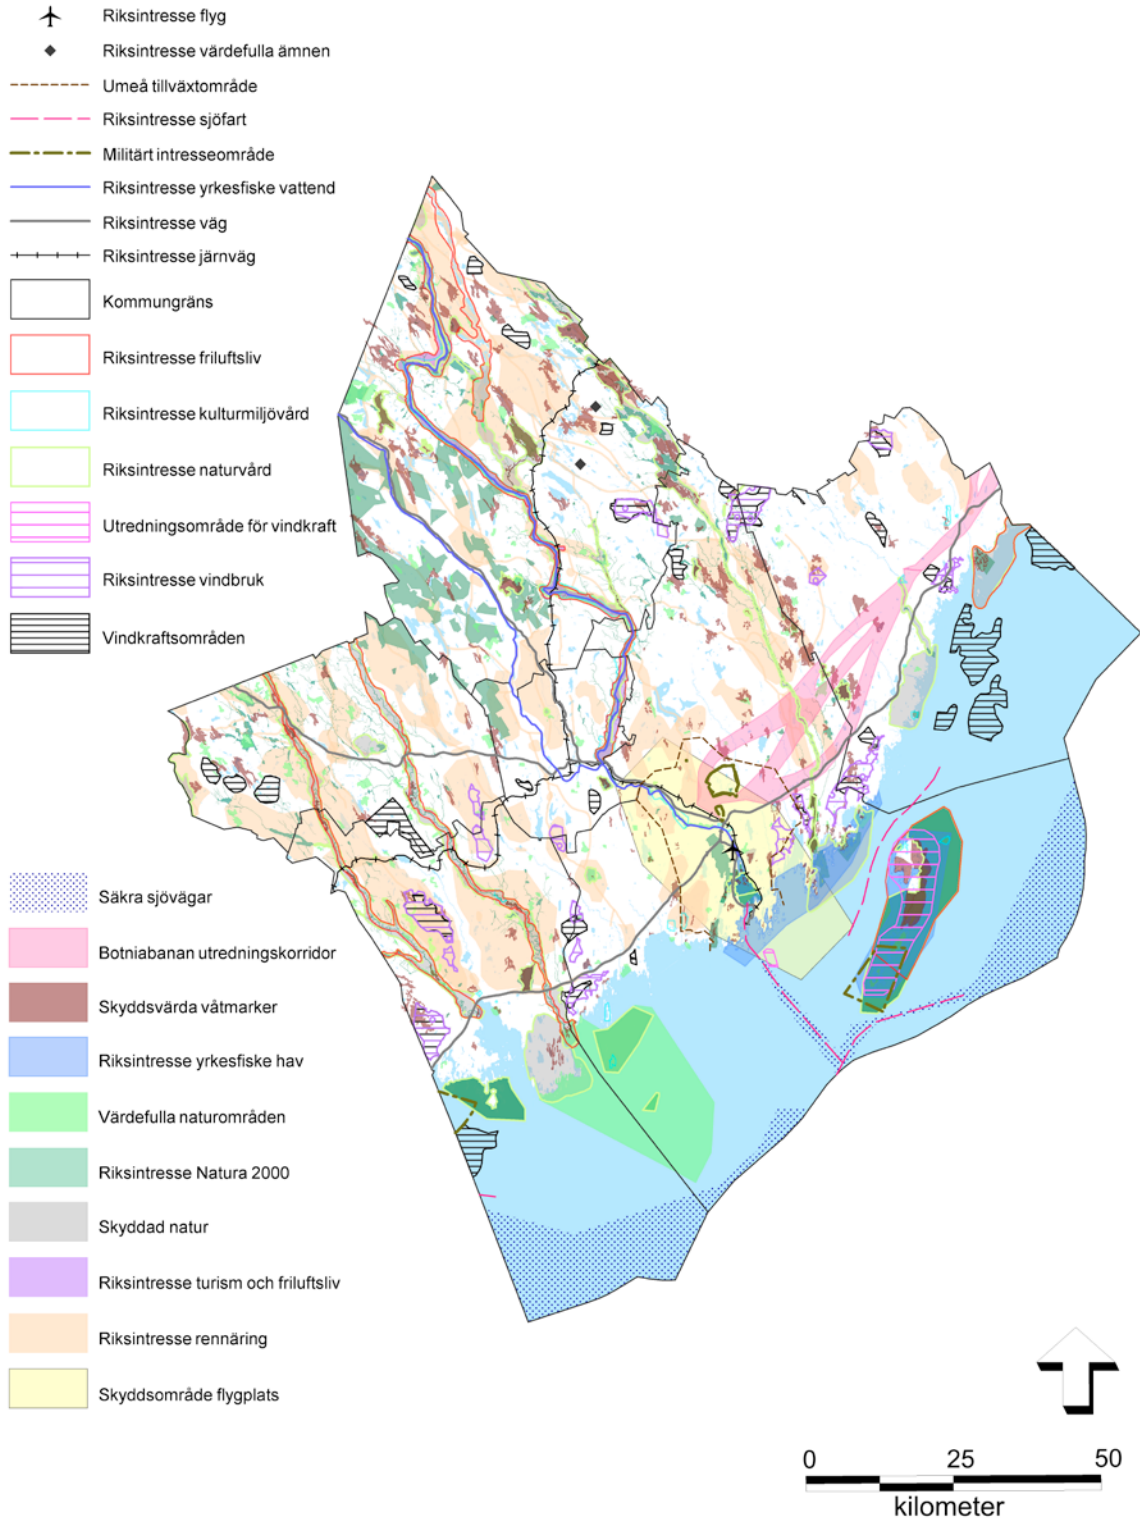 Riksintresse flyg
Riksintresse värdefulla ämnen
Umeå tillväxtområde
Riksintresse sjöfart
Militärt intresseområde
Riksintresse yrkesfiske vattend
Riksintresse väg
Riksintresse järnväg
Kommungräns
Riksintresse friluftsliv
Riksintresse kulturmiljövård
Riksintresse naturvård
Utredningsområde för vindkraft
Riksintresse vindbruk
Vindkraftsområden
Säkra sjövägar
Botniabanan utredningskorridor
Skyddsvärda våtmarker
Riksintresse yrkesfiske hav
Värdefulla naturområden
Riksintresse Natura 2000
Skyddad natur
Riksintresse turism och friluftsliv
Riksintresse rennäring
Skyddsområde flygplats
0 25 50
kilometer